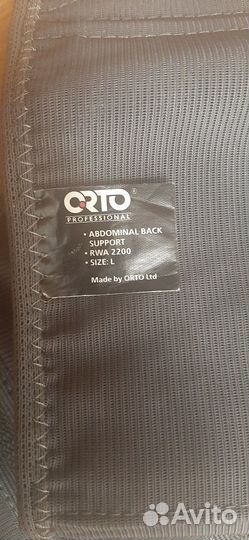 ORTO®
PROFESSIONAL
• ABDOMINAL BACK
SUPPORT
• RWA 2200
• SIZE: L
Made by ORTO Ltd
Avito